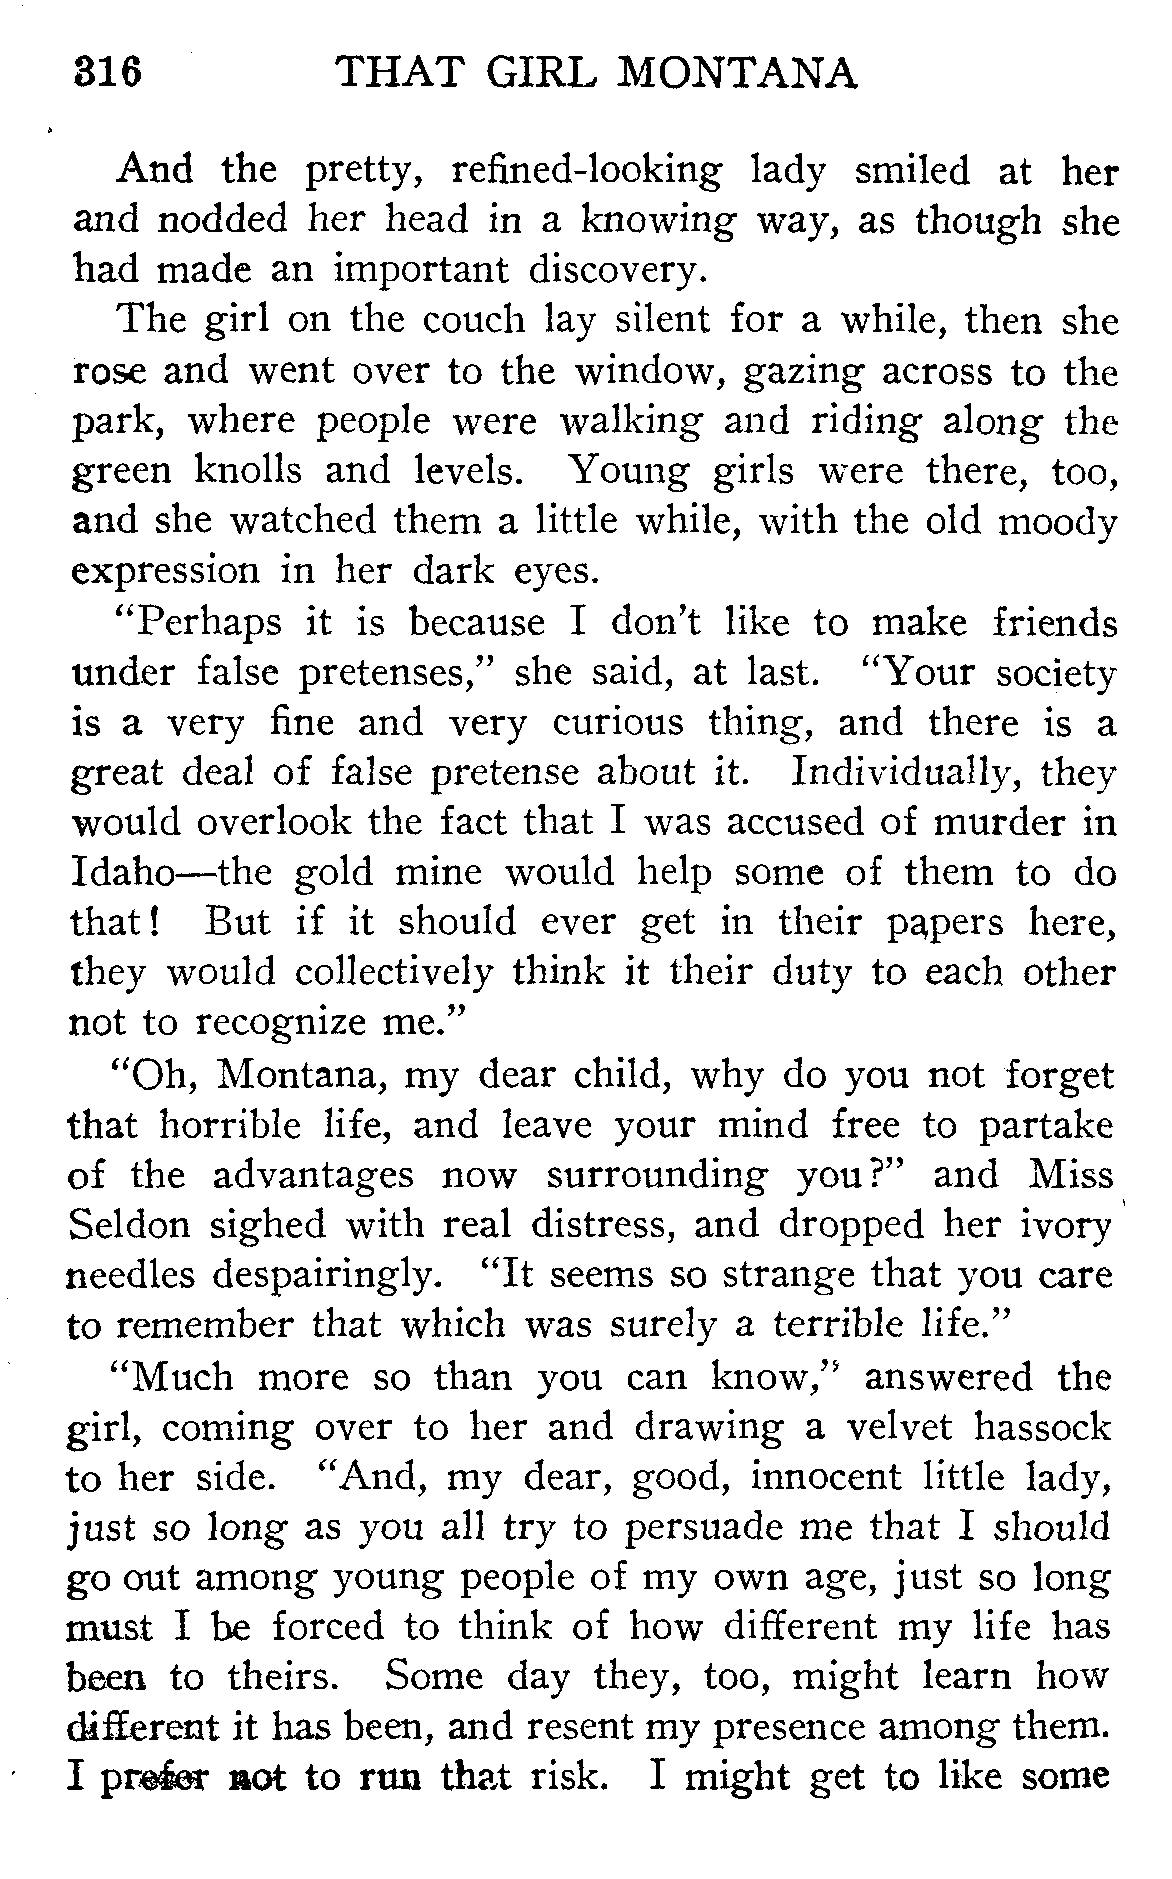 316 THAT GIRL MONTANA
And the pretty, refined-looking lady smiled at her
and nodded her head in a knowing way, as though she
had made an important discovery.
The girl on the couch lay silent for a while, then she
rose and went over to the window, gazing across to the
park, where people were walking and riding along the
green knolls and levels. Young girls were there, too,
and she watched them a little while, with the old moody
expression in her dark eyes.
“Perhaps it is because I don’t like to make friends
under false pretenses,” she said, at last. “Your society
is a very fine and very curious thing, and there is a
great deal of false pretense about it. Individually, they
would overlook the fact that I was accused of murder in
Idaho—the gold mine would help some of them to do
that! But if it should ever get in their papers here,
they would collectively think it their duty to each other
not to recognize me.”
“Oh, Montana, my dear child, why do you not forget
that horrible life, and leave your mind free to partake
of the advantages now surrounding you?” and Miss
Seldon sighed with real distress, and dropped her ivory
needles despairingly. “It seems so strange that you care
to remember that which was surely a terrible life.”
“Much more so than you can know,” answered the
girl, coming over to her and drawing a velvet hassock
to her side. “And, my dear, good, innocent little lady,
just so long as you all try to persuade me that I should
go out among young people of my own age, just so long
must I be forced to think of how different my life has
been to theirs. Some day they, too, might learn how
different it has been, and resent my presence among them.
I prefer not to run that risk. I might get to like some